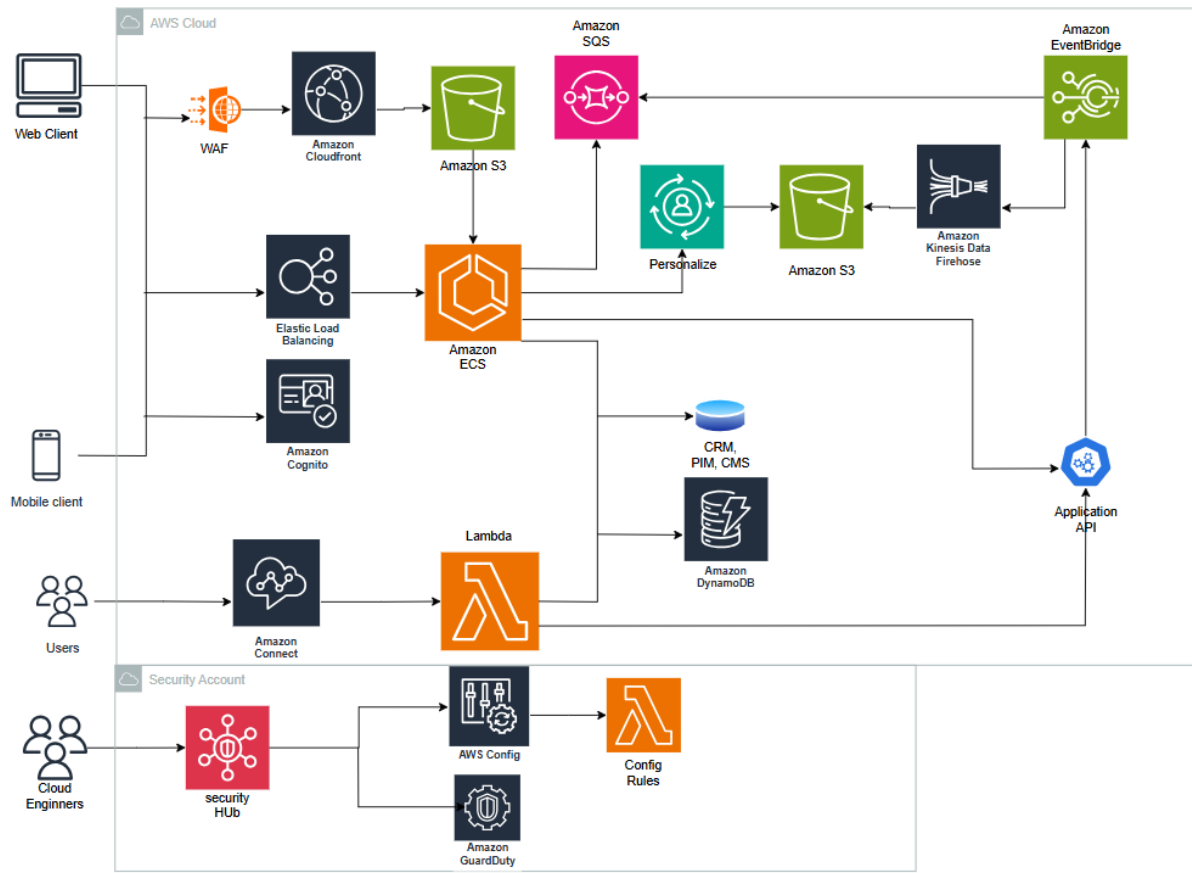 AWS Cloud
Amazon
SQS
Amazon
EventBridge
Web Client
WAF
Amazon
Cloudfront
Amazon S3
Personalize
Amazon S3
Amazon
Kinesis Data
Firehose
Elastic Load
Balancing
Amazon
ECS
Amazon
Cognito
CRM,
PIM, CMS
Mobile client
Application
API
Lambda
Amazon
DynamoDB
Users
Amazon
Connect
Security Account
AWS Config
Config
Rules
Cloud
Enginners
security
HUb
Amazon
GuardDuty